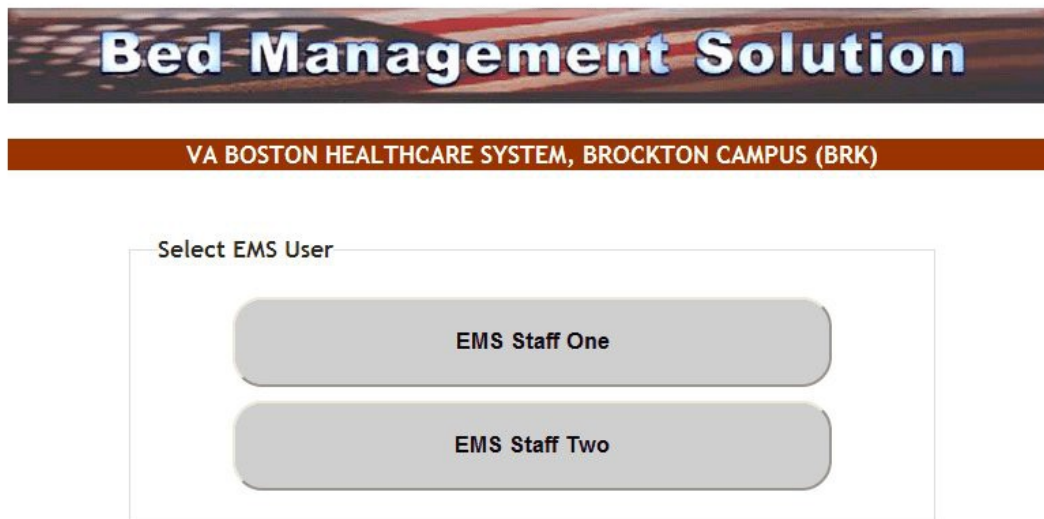 Bed Management Solution
VA BOSTON HEALTHCARE SYSTEM, BROCKTON CAMPUS (BRK)
Select EMS User
EMS Staff One
EMS Staff Two